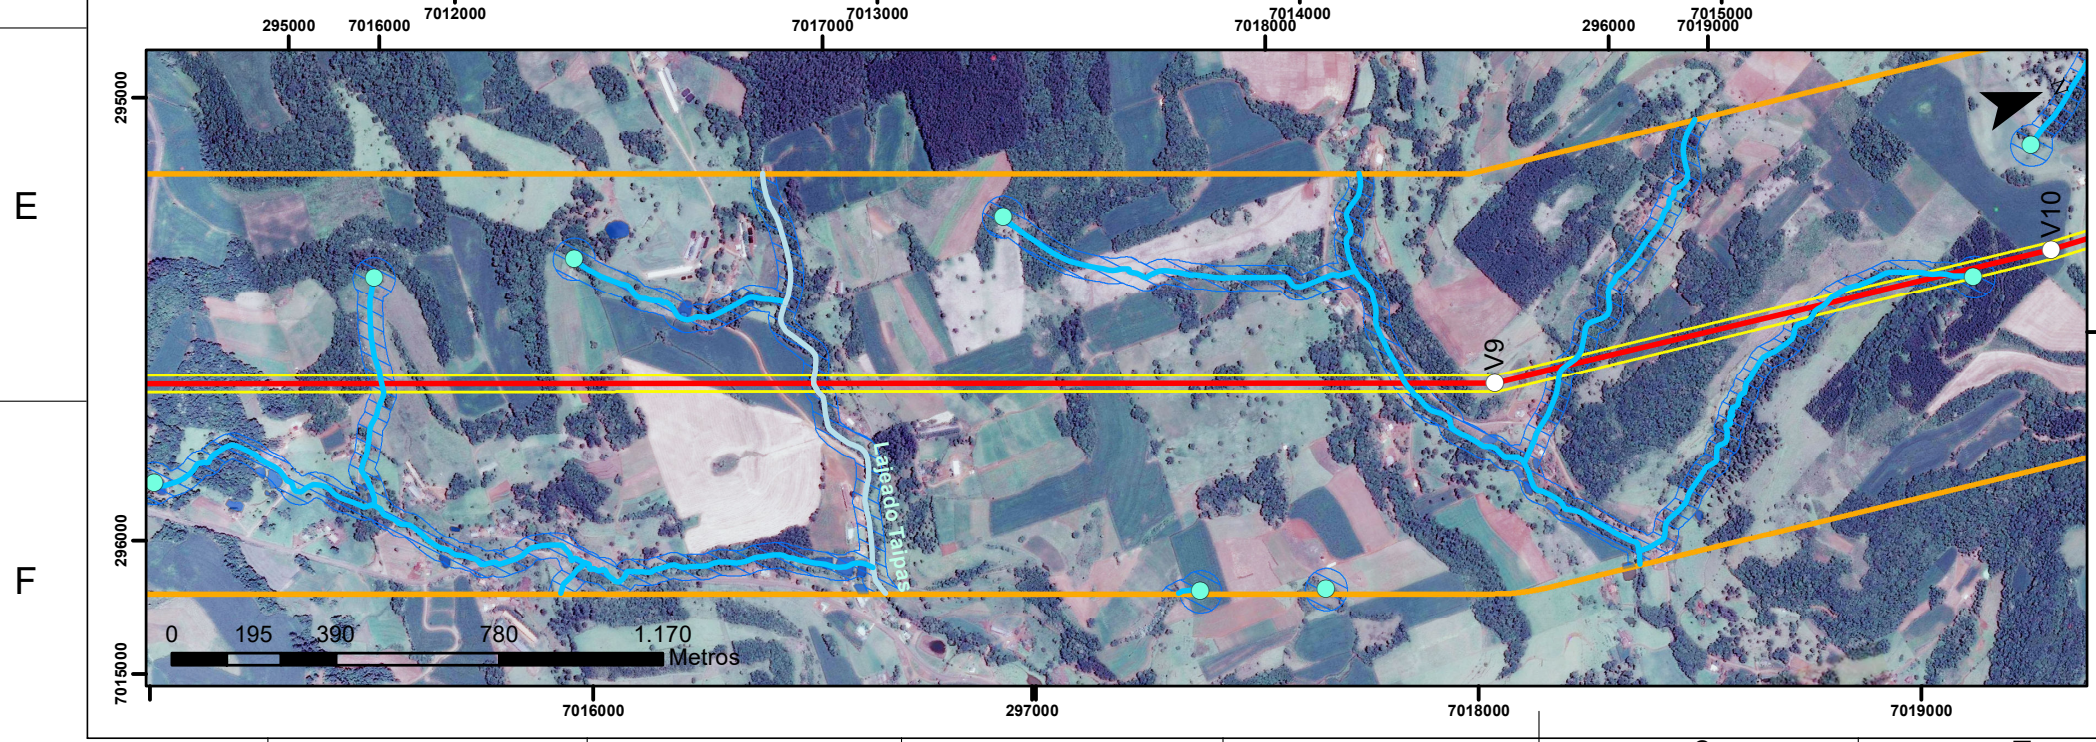 7012000 7013000 7014000 7015000
295000 7016000 7017000 7018000 296000 7019000
295000
E
V10
V9
Lajeado Taipas
296000
F
0 195 390 780 1.170
Metros
7015000
7016000 297000 7018000 7019000